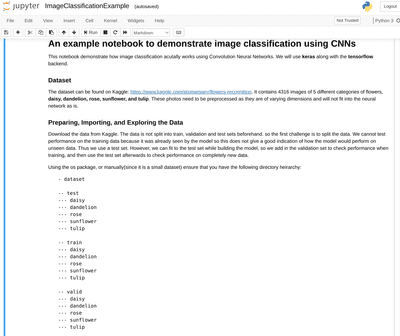 jupyter ImageClassificationExample (autosaved)
Logout
File Edit View Insert Cell Kernel Widgets Help
Not Trusted
Python 3
Run
Markdown
An example notebook to demonstrate image classification using CNNs
This notebook demonstrate how image classification acutally works using Convolution Neural Networks. We will use keras along with the tensorflow
backend.
Dataset
The dataset can be found on Kaggle: It contains 4316 images of 5 different categories of flowers,
daisy, dandelion, rose, sunflower, and tulip. These photos need to be preprocessed as they are of varying dimensions and will not fit into the neural
network as is.
Preparing, Importing, and Exploring the Data
Download the data from Kaggle. The data is not split into train, validation and test sets beforehand. so the first challenge is to split the data. We cannot test
performance on the training data because it was already seen by the model so this does not give a good indication of how the model would perform on
unseen data. Thus we use a test set. However, we can fit to the test set while building the model, so we add in the validation set to check performance when
training, and then use the test set afterwards to check performance on completely new data.
Using the os package, or manually(since it is a small dataset) ensure that you have the following directory heirarchy:
- dataset
-- test
--- daisy
--- dandelion
--- rose
--- sunflower
--- tulip
-- train
--- daisy
--- dandelion
--- rose
--- sunflower
--- tulip
-- valid
--- daisy
--- dandelion
--- rose
--- sunflower
--- tulip